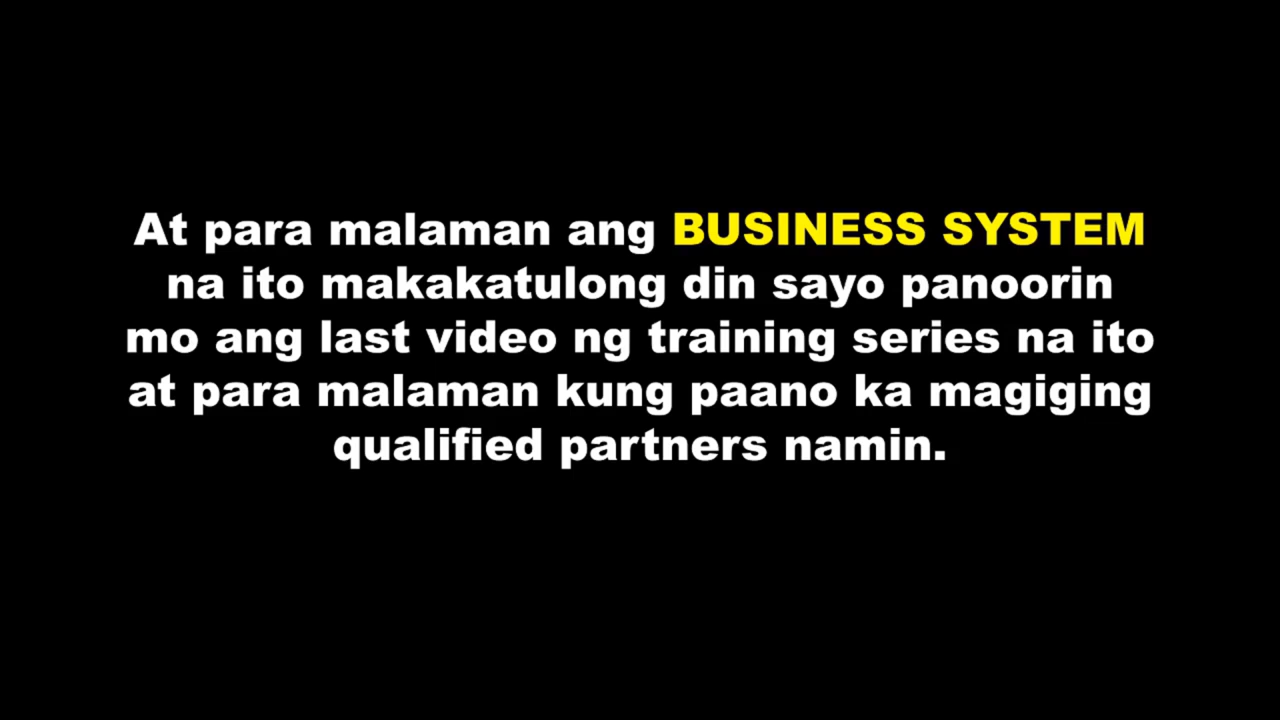 At para malaman ang BUSINESS SYSTEM
na ito makakatulong din sayo panoorin
mo ang last video ng training series na ito
at para malaman kung paano ka magiging
qualified partners namin.